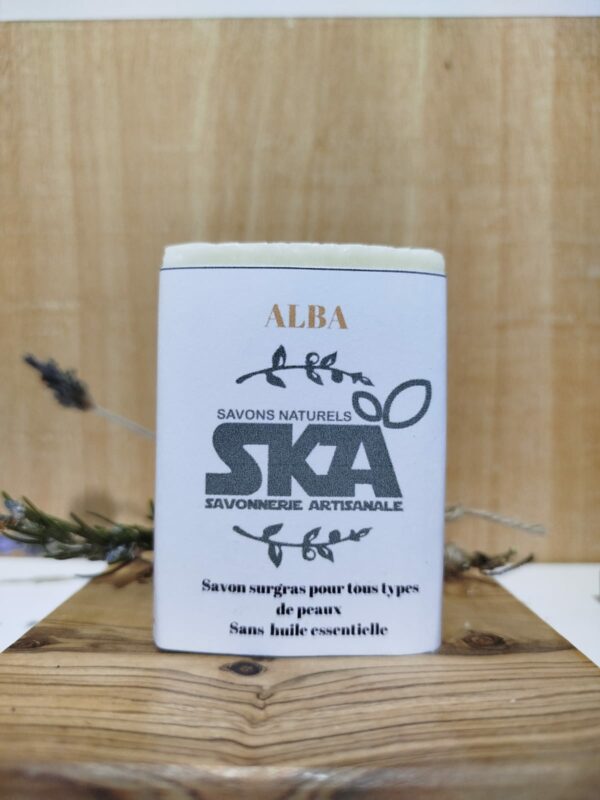 ALBA
SAVONS NATURELS
SKA
SAVONNERIE ARTISANALE
Savon surgras pour tous types
de peaux
Sans huile essentielle